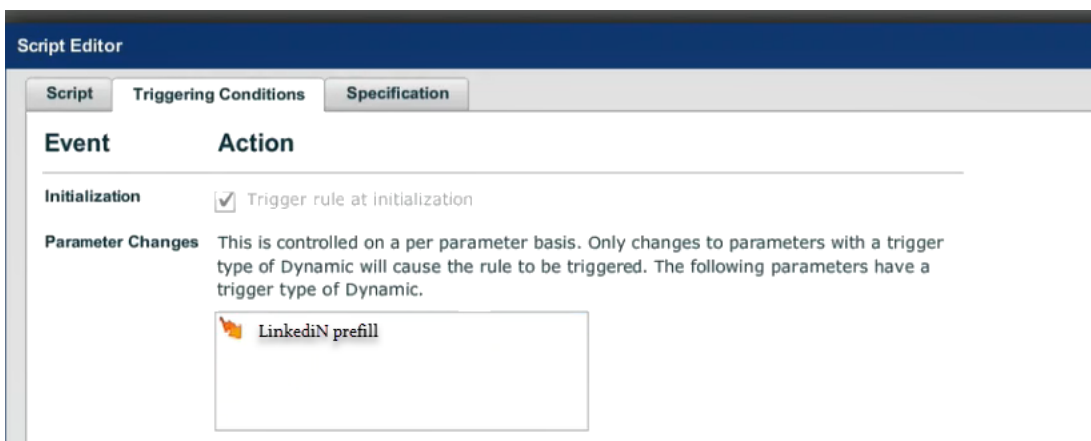 Script Editor
Script Triggering Conditions Specification
Event Action
Initialization Trigger rule at initialization
Parameter Changes This is controlled on a per parameter basis. Only changes to parameters with a trigger
type of Dynamic will cause the rule to be triggered. The following parameters have a
trigger type of Dynamic.
LinkediN prefill